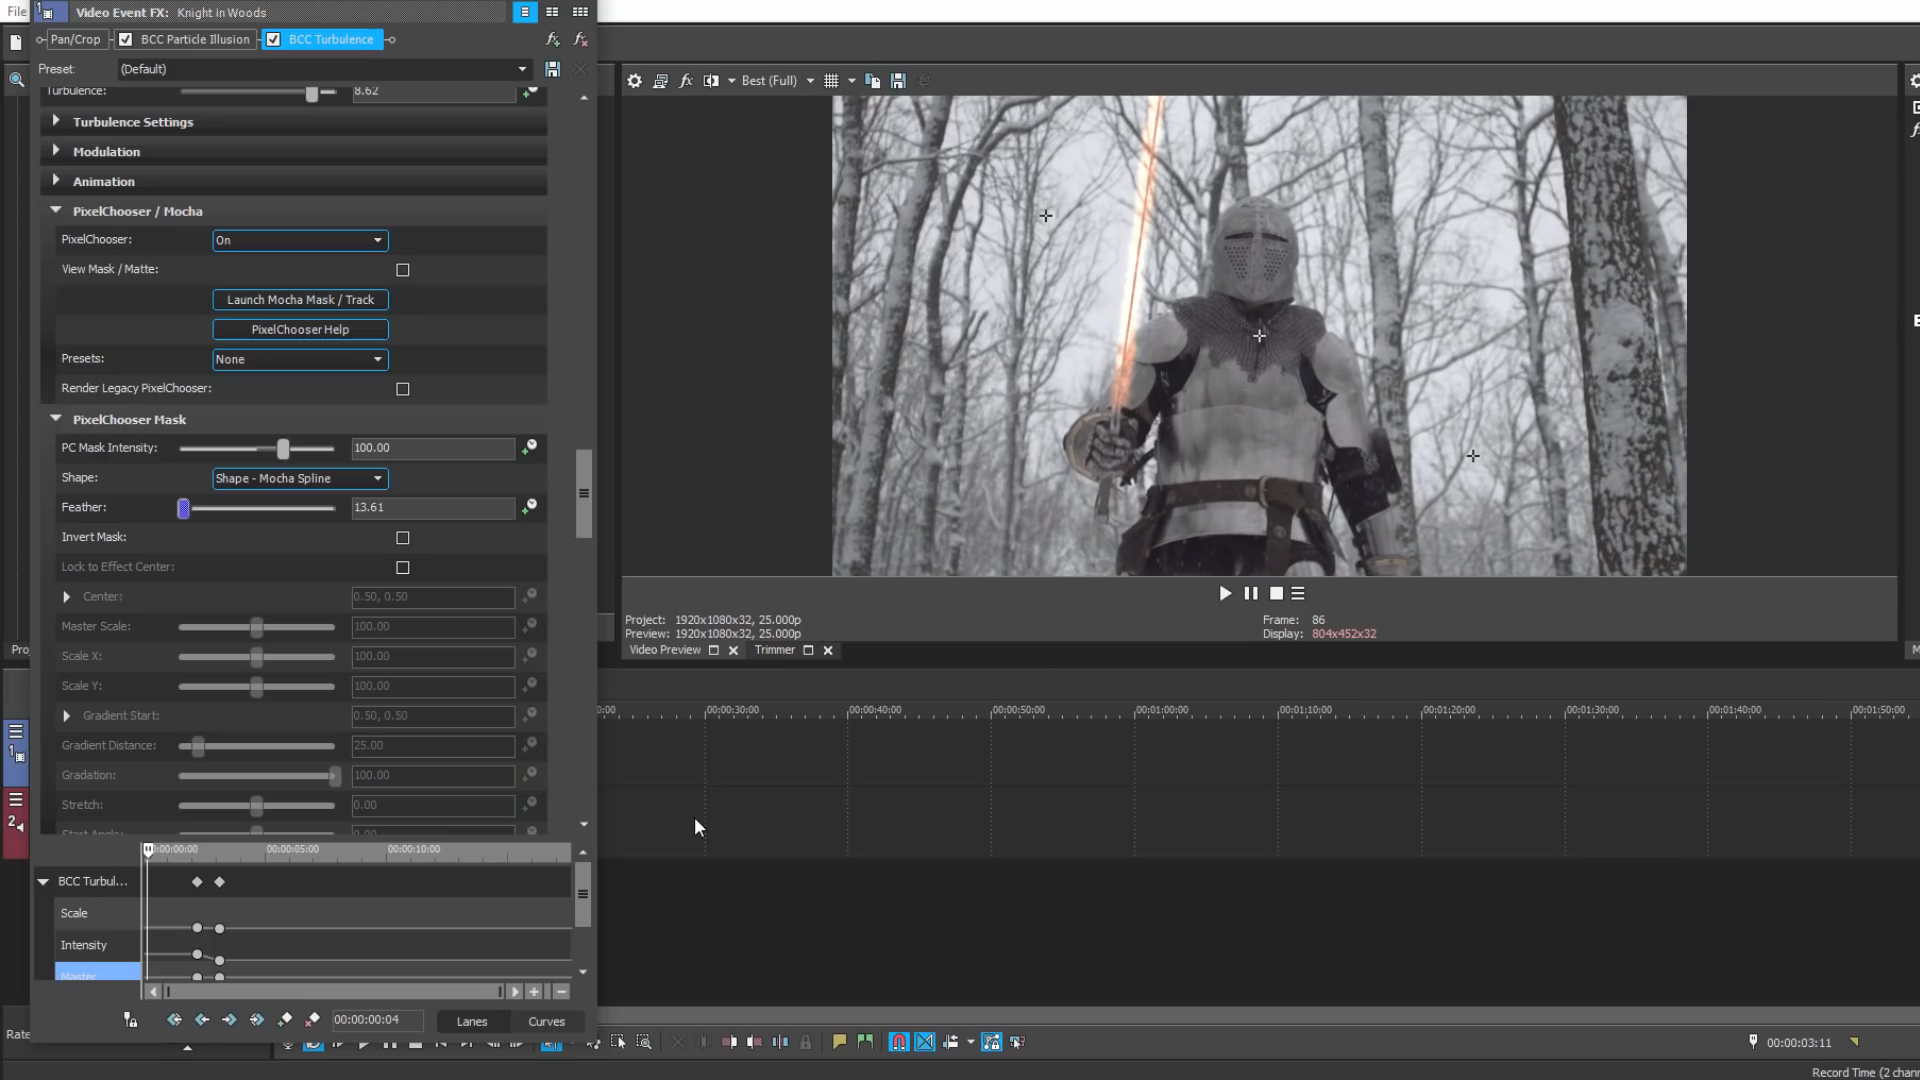 File
1
Video Event FX: Knight in Woods
Pan/Crop
BCC Particle Illusion
BCC Turbulence
Preset:
(Default)
Turbulence:
8.62
Turbulence Settings
Modulation
Animation
PixelChooser / Mocha
PixelChooser:
On
View Mask / Matte:
Launch Mocha Mask / Track
PixelChooser Help
Presets:
None
Render Legacy PixelChooser:
PixelChooser Mask
PC Mask Intensity:
100.00
Shape:
Shape - Mocha Spline
Feather:
13.61
Invert Mask:
Lock to Effect Center:
Center:
0.50, 0.50
Master Scale:
100.00
Scale X:
100.00
Scale Y:
100.00
Gradient Start:
0.50, 0.50
Gradient Distance:
25.00
Gradation:
100.00
Stretch:
0.00
Start Angle:
0.00
00:00:05:00
00:00:10:00
BCC Turbul...
Scale
Intensity
Master
00:00:00:04
Lanes
Curves
Best (Full)
Project: 1920x1080x32, 25.000p
Preview: 1920x1080x32, 25.000p
Frame: 86
Display: 804x452x32
Video Preview
Trimmer
1
2
00:00:30:00
00:00:40:00
00:00:50:00
00:01:00:00
00:01:10:00
00:01:20:00
00:01:30:00
00:01:40:00
00:01:50:00
00:00:03:11